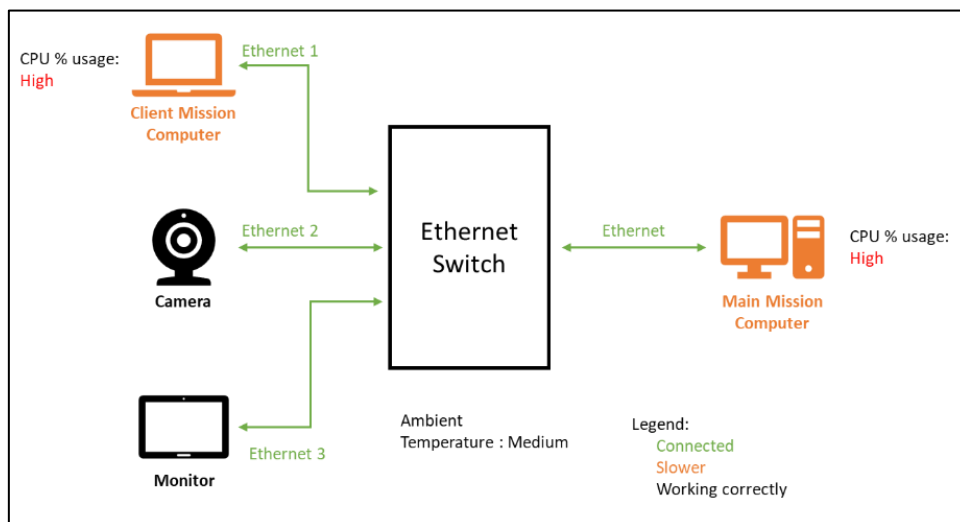 CPU % usage:
High
Client Mission
Computer
Ethernet 1
Ethernet 2
Camera
Ethernet 3
Monitor
Ethernet
Switch
Ethernet
CPU % usage:
High
Main Mission
Computer
Ambient
Temperature : Medium
Legend:
Connected
Slower
Working correctly